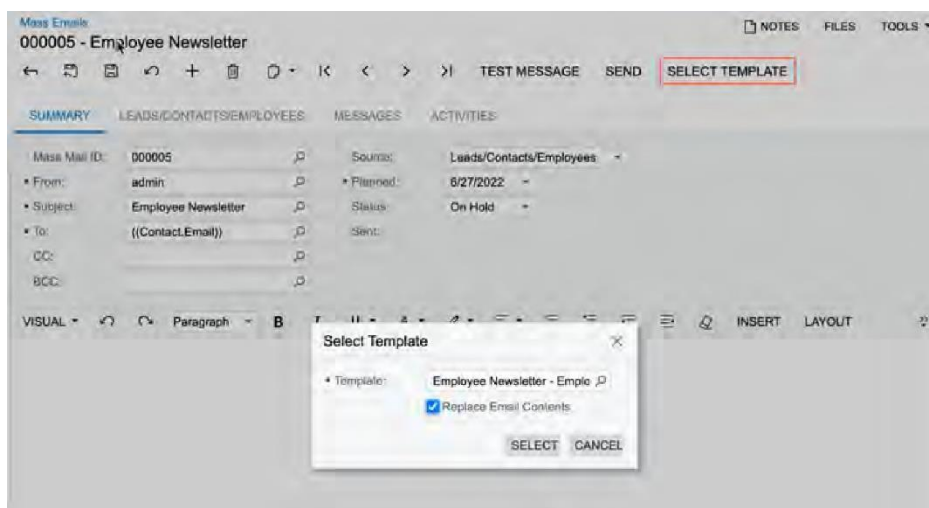 Mass Emails
000005 - Employee Newsletter
NOTES FILES TOOLS
TEST MESSAGE SEND SELECT TEMPLATE
SUMMARY LEADS/CONTACTS/EMPLOYEES MESSAGES ACTIVITIES
Mass Mail ID: 000005 Source: Leads/Contacts/Employees
• From: admin • Planned: 6/27/2022
• Subject: Employee Newsletter Status: On Hold
• To: ((Contact.Email)) Sent:
CC:
BCC:
VISUAL Paragraph B INSERT LAYOUT
Select Template
• Template: Employee Newsletter - Emplo
Replace Email Contents
SELECT CANCEL